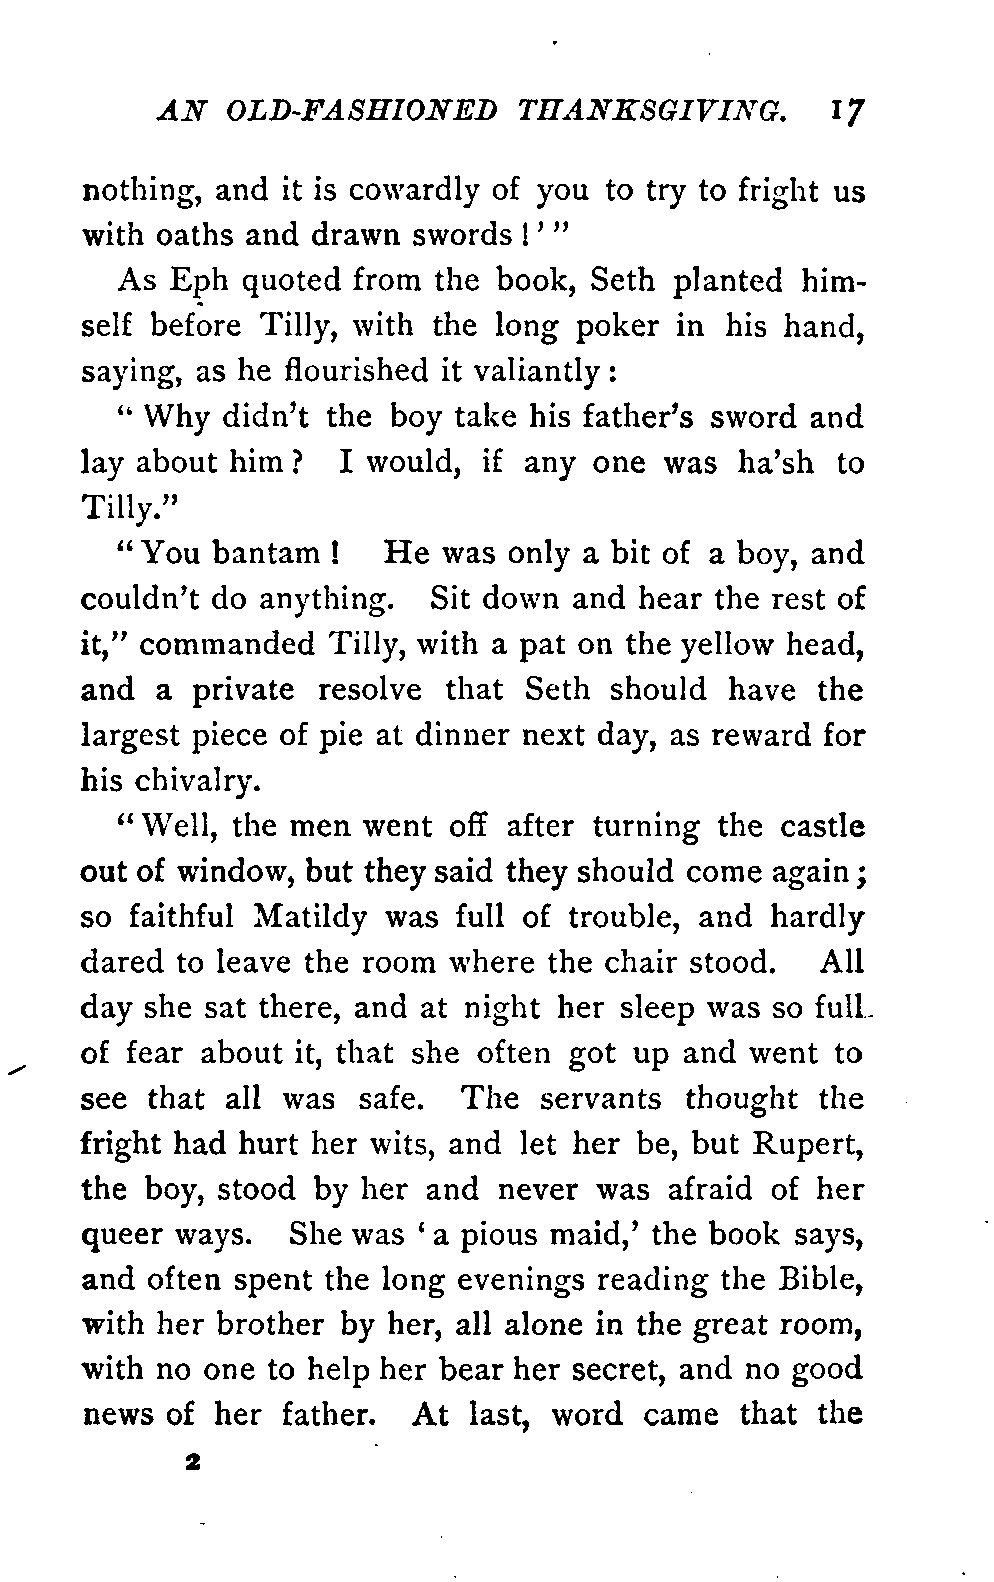 AN OLD-FASHIONED THANKSGIVING. 17
nothing, and it is cowardly of you to try to fright us
with oaths and drawn swords!' "
As Eph quoted from the book, Seth planted him-
self before Tilly, with the long poker in his hand,
saying, as he flourished it valiantly:
"Why didn't the boy take his father's sword and
lay about him? I would, if any one was ha'sh to
Tilly."
"You bantam! He was only a bit of a boy, and
couldn't do anything. Sit down and hear the rest of
it," commanded Tilly, with a pat on the yellow head,
and a private resolve that Seth should have the
largest piece of pie at dinner next day, as reward for
his chivalry.
"Well, the men went off after turning the castle
out of window, but they said they should come again;
so faithful Matildy was full of trouble, and hardly
dared to leave the room where the chair stood. All
day she sat there, and at night her sleep was so full
of fear about it, that she often got up and went to
see that all was safe. The servants thought the
fright had hurt her wits, and let her be, but Rupert,
the boy, stood by her and never was afraid of her
queer ways. She was 'a pious maid,' the book says,
and often spent the long evenings reading the Bible,
with her brother by her, all alone in the great room,
with no one to help her bear her secret, and no good
news of her father. At last, word came that the
2